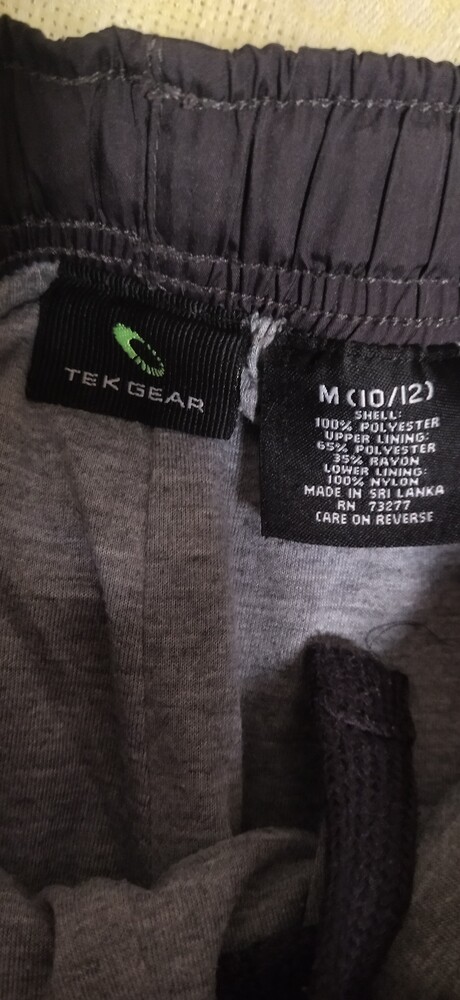 TEK GEAR
M (10/12)
SHELL:
100% POLYESTER
UPPER LINING:
65% POLYESTER
35% RAYON
LOWER LINING:
100% NYLON
MADE IN SRI LANKA
RN 73277
CARE ON REVERSE